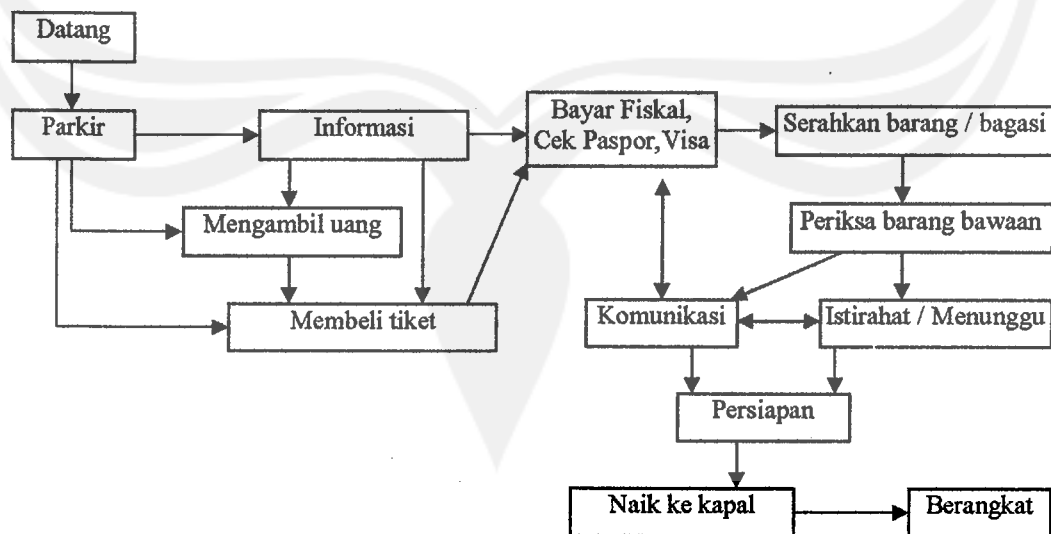 Datang
Parkir
Informasi
Bayar Fiskal,
Cek Paspor,Visa
Serahkan barang / bagasi
Mengambil uang
Periksa barang bawaan
Membeli tiket
Komunikasi
Istirahat / Menunggu
Persiapan
Naik ke kapal
Berangkat